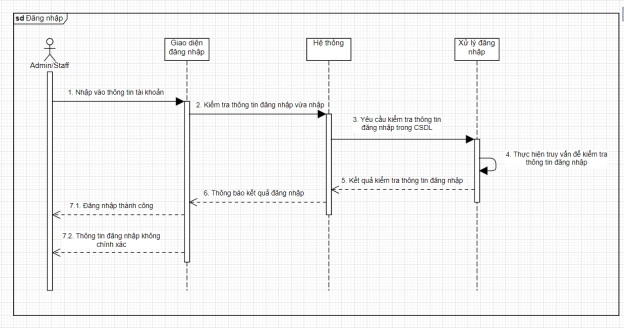 sd Đăng nhập
Admin/Staff
Giao diện
đăng nhập
Hệ thống
Xử lý đăng
nhập
1. Nhập vào thông tin tài khoản
2. Kiểm tra thông tin đăng nhập vừa nhập
3. Yêu cầu kiểm tra thông tin
đăng nhập trong CSDL
4. Thực hiện truy vấn để kiểm tra
thông tin đăng nhập
5. Kết quả kiểm tra thông tin đăng nhập
6. Thông báo kết quả đăng nhập
7.1. Đăng nhập thành công
7.2. Thông tin đăng nhập không
chính xác